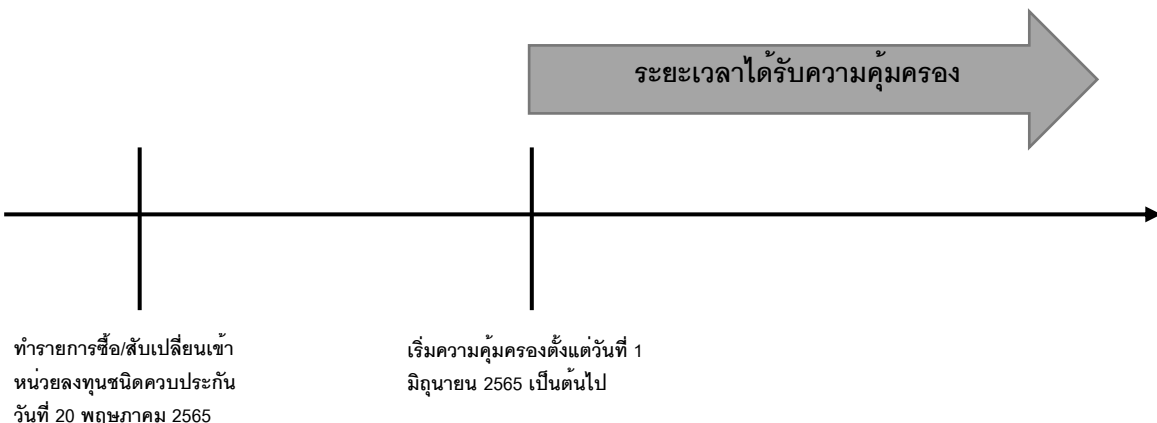 ระยะเวลาได้รับความคุ้มครอง
ทำรายการซื้อ/สับเปลี่ยนเข้า
หน่วยลงทุนชนิดควบประกัน
วันที่ 20 พฤษภาคม 2565
เริ่มความคุ้มครองตั้งแต่วันที่ 1
มิถุนายน 2565 เป็นต้นไป